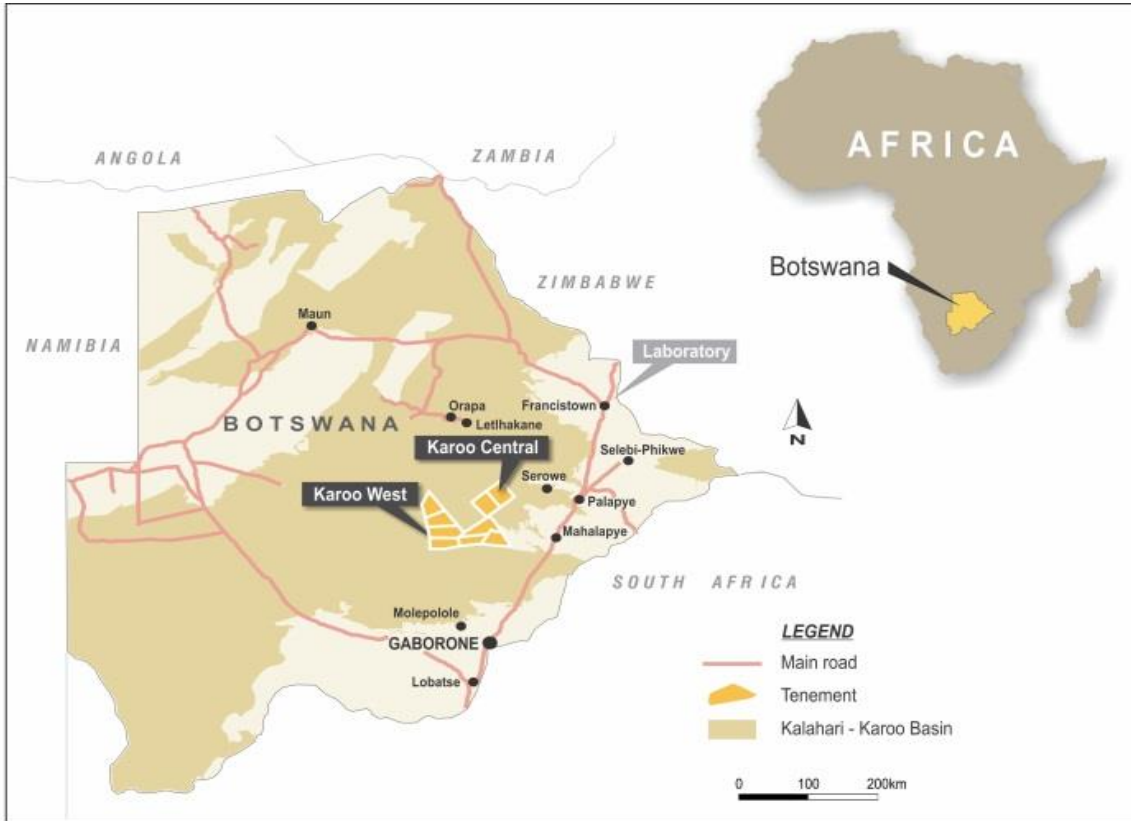 AFRICA
Botswana
ANGOLA
ZAMBIA
ZIMBABWE
NAMIBIA
Maun
Laboratory
BOTSWANA
Orapa
Letlhakane
Francistown
N
Karoo Central
Selebi-Phikwe
Serowe
Karoo West
Palapye
Mahalapye
SOUTH AFRICA
Molepolole
GABORONE
Lobatse
LEGEND
Main road
Tenement
Kalahari - Karoo Basin
0 100 200km